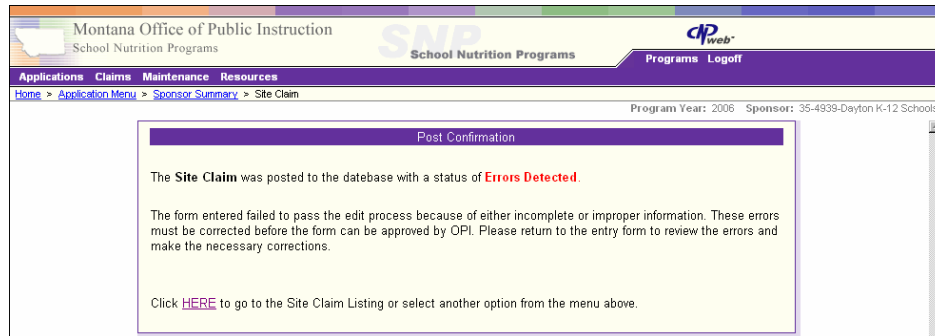 Montana Office of Public Instruction
School Nutrition Programs
SNP
School Nutrition Programs
CNPweb
Programs Logoff
Applications Claims Maintenance Resources
Home > Application Menu > Sponsor Summary > Site Claim
Program Year: 2006 Sponsor: 35-4939-Dayton K-12 Schools
Post Confirmation
The Site Claim was posted to the datebase with a status of Errors Detected.
The form entered failed to pass the edit process because of either incomplete or improper information. These errors
must be corrected before the form can be approved by OPI. Please return to the entry form to review the errors and
make the necessary corrections.
Click HERE to go to the Site Claim Listing or select another option from the menu above.